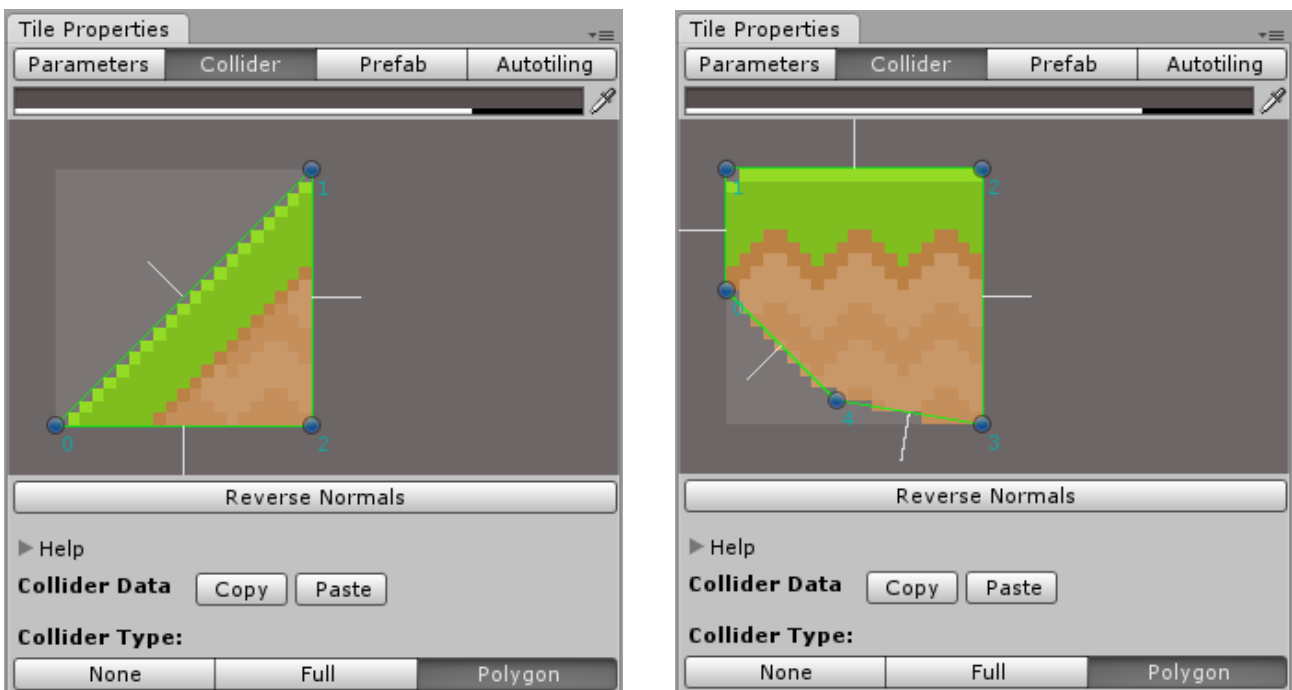 Tile Properties
Parameters Collider Prefab Autotiling
1
0
2
Reverse Normals
Help
Collider Data Copy Paste
Collider Type:
None Full Polygon
Tile Properties
Parameters Collider Prefab Autotiling
1 2
0
4
3
Reverse Normals
Help
Collider Data Copy Paste
Collider Type:
None Full Polygon